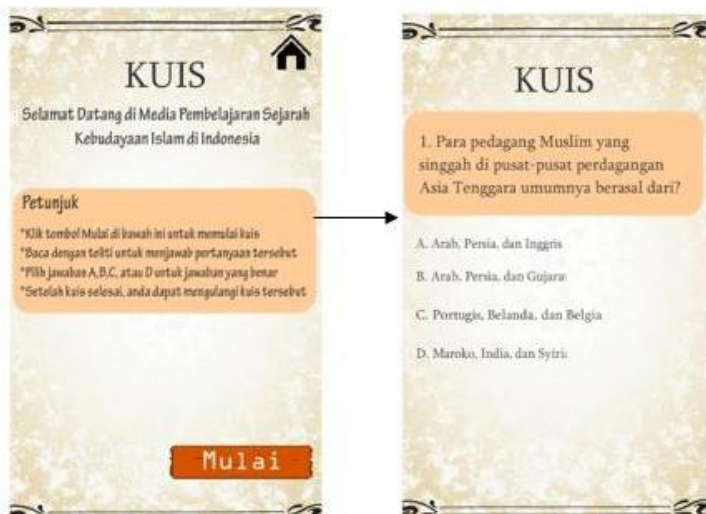 KUIS
Selamat Datang di Media Pembelajaran Sejarah
Kebudayaan Islam di Indonesia
Petunjuk
*Klik tombol Mulai di bawah ini untuk memulai kuis
*Baca dengan teliti untuk menjawab pertanyaan tersebut
*Pilih jawaban A,B,C, atau D untuk jawaban yang benar
*Setelah kuis selesai, anda dapat mengulangi kuis tersebut
Mulai
KUIS
1. Para pedagang Muslim yang
singgah di pusat-pusat perdagangan
Asia Tenggara umumnya berasal dari?
A. Arab, Persia, dan Inggris
B. Arab, Persia, dan Gujara
C. Portugis, Belanda, dan Belgia
D. Maroko, India, dan Syiri